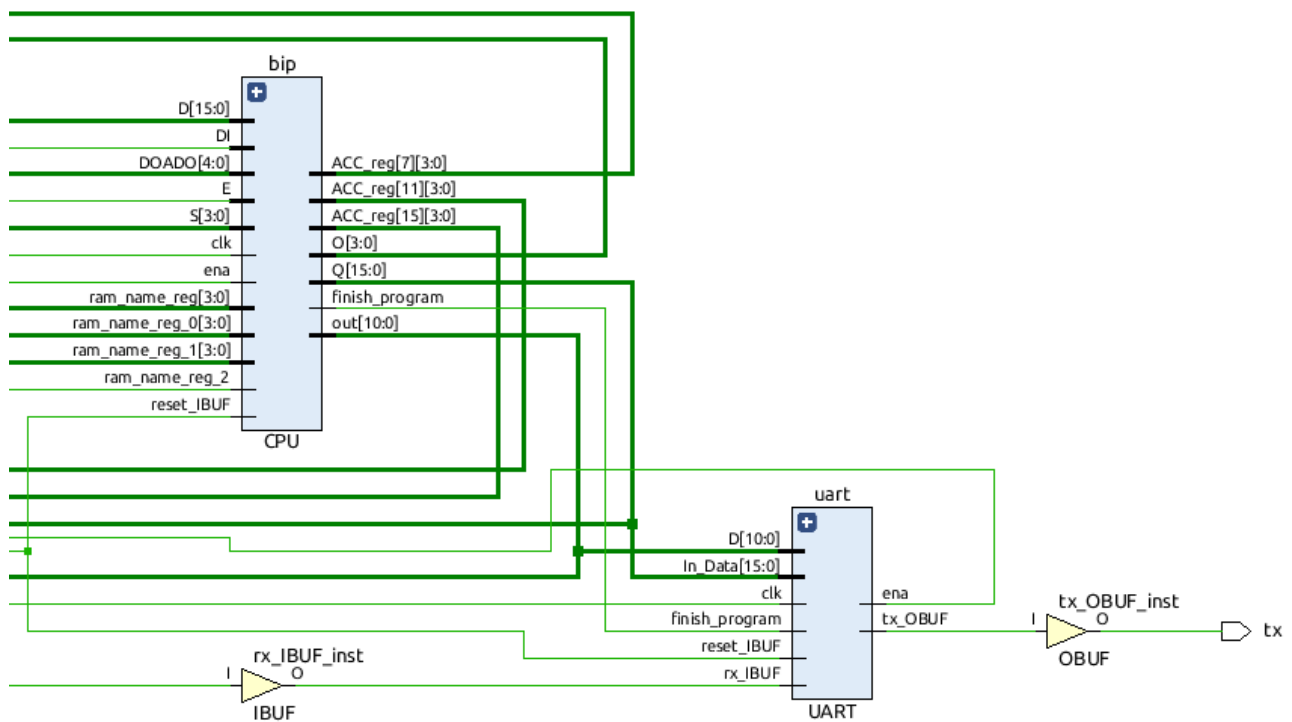 bip
D[15:0]
DI
DOADO[4:0]
E
S[3:0]
clk
ena
ram_name_reg[3:0]
ram_name_reg_0[3:0]
ram_name_reg_1[3:0]
ram_name_reg_2
reset_IBUF
ACC_reg[7][3:0]
ACC_reg[11][3:0]
ACC_reg[15][3:0]
O[3:0]
Q[15:0]
finish_program
out[10:0]
CPU
uart
D[10:0]
In_Data[15:0]
clk
finish_program
reset_IBUF
rx_IBUF
ena
tx_OBUF
UART
rx_IBUF_inst
I
O
IBUF
tx_OBUF_inst
I
O
OBUF
tx